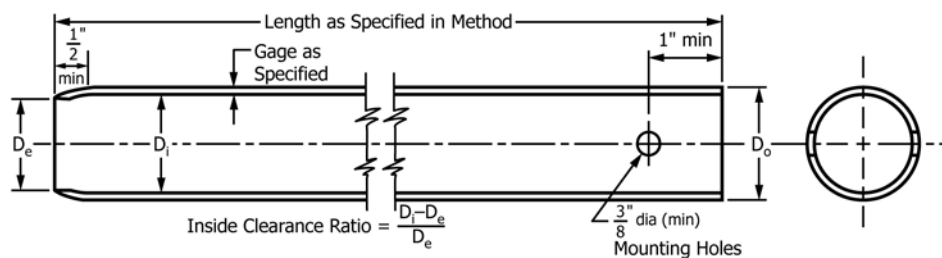 Length as Specified in Method
1"
2
min
Gage as
Specified
1" min
Dₑ
Dᵢ
Dₒ
Inside Clearance Ratio = Dᵢ–Dₑ
Dₑ
3" dia (min)
8
Mounting Holes